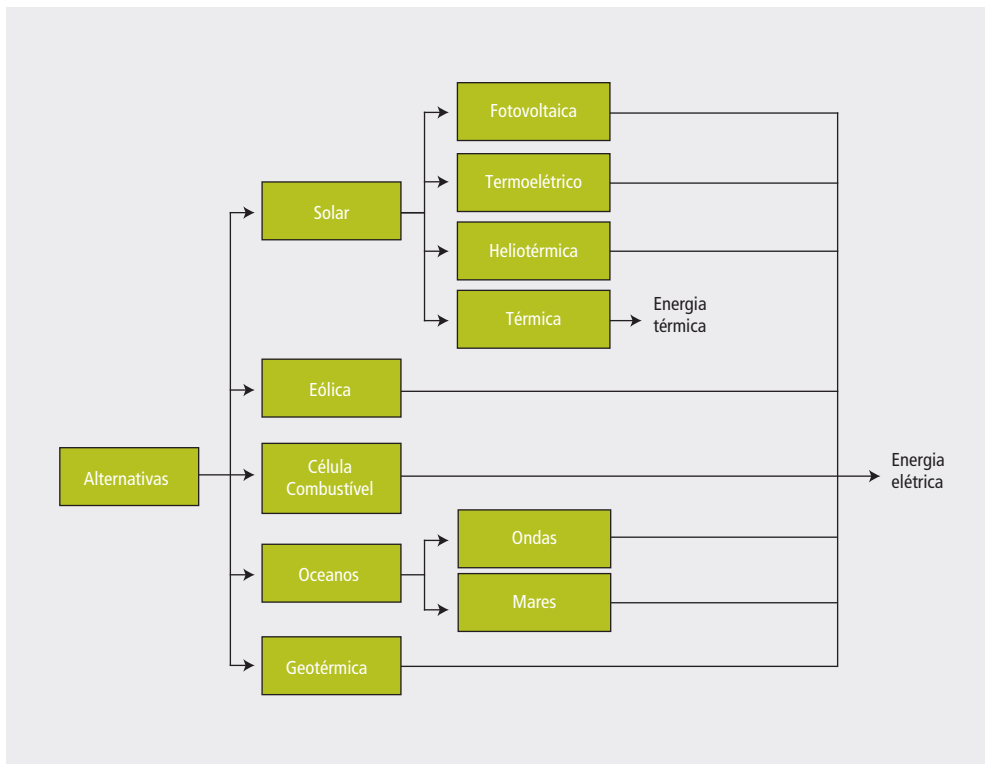 Alternativas
Solar
Fotovoltaica
Termoelétrico
Heliotérmica
Térmica
Energia
térmica
Eólica
Célula
Combustível
Oceanos
Ondas
Mares
Geotérmica
Energia
elétrica